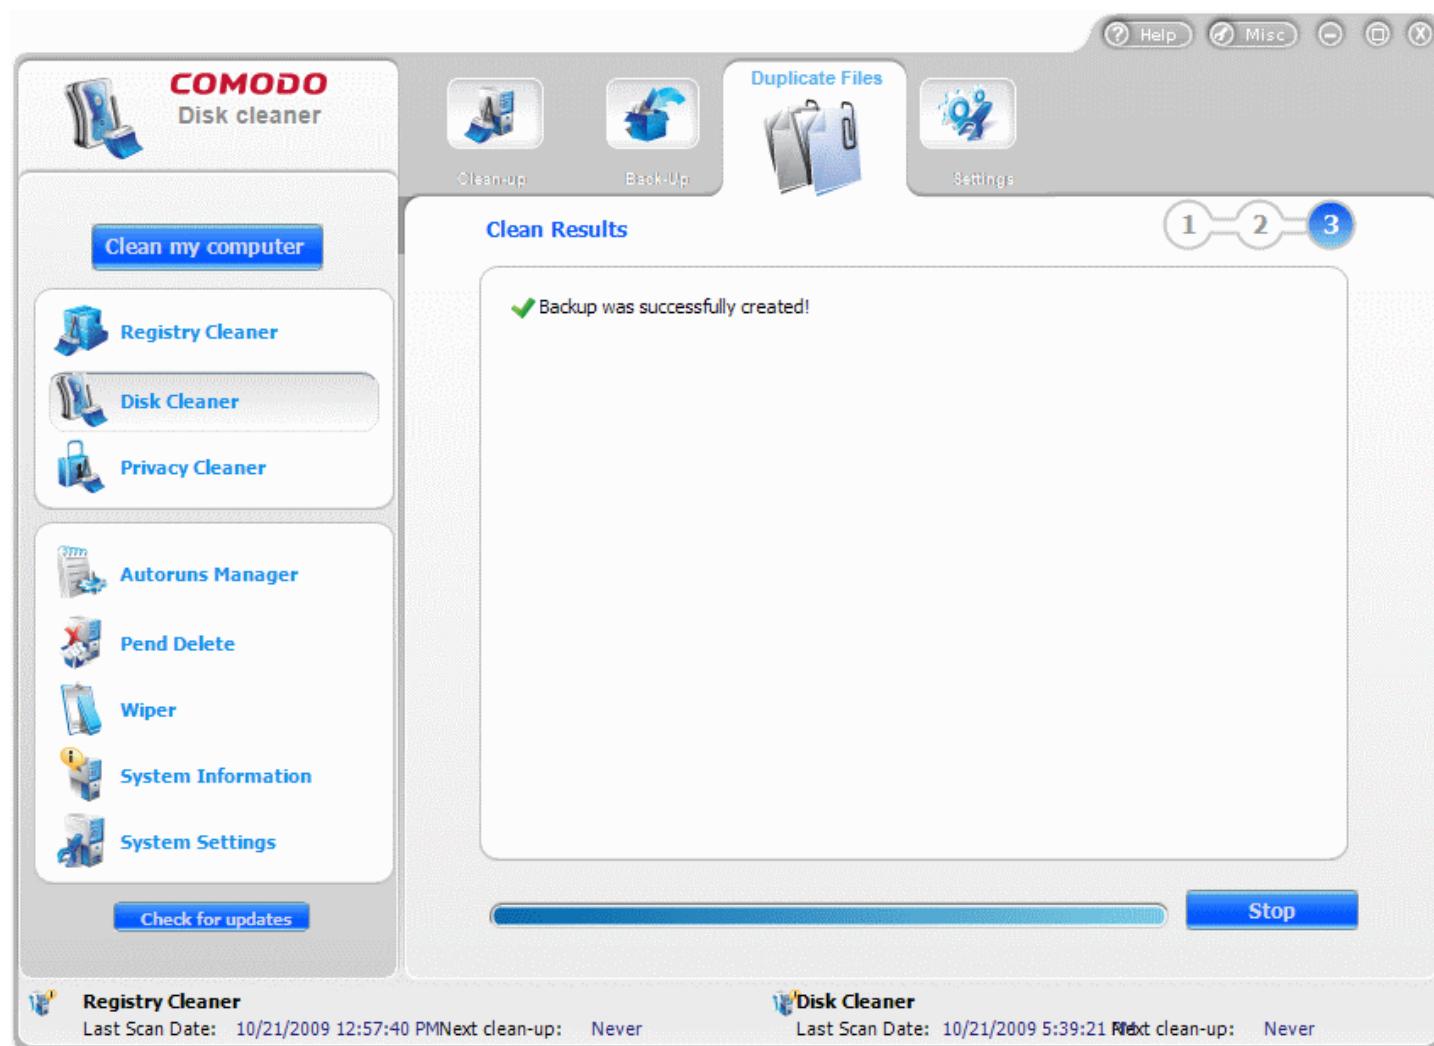 Help Misc
COMODO
Disk cleaner
Clean-up
Back-Up
Duplicate Files
Settings
Clean my computer
Registry Cleaner
Disk Cleaner
Privacy Cleaner
Autoruns Manager
Pend Delete
Wiper
System Information
System Settings
Check for updates
Clean Results
1 2 3
Backup was successfully created!
Stop
Registry Cleaner
Last Scan Date: 10/21/2009 12:57:40 PMNext clean-up: Never
Disk Cleaner
Last Scan Date: 10/21/2009 5:39:21 Next clean-up: Never